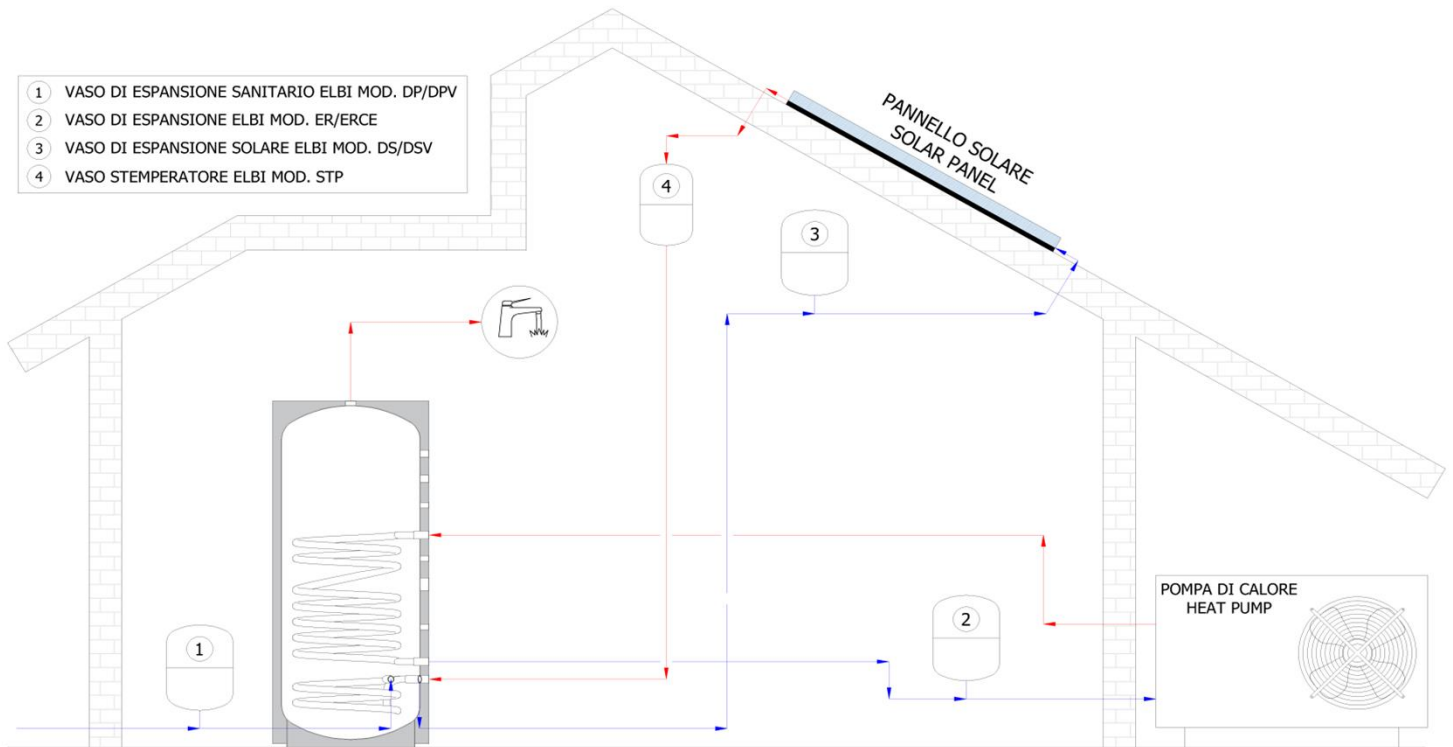 1 VASO DI ESPANSIONE SANITARIO ELBI MOD. DP/DPV
2 VASO DI ESPANSIONE ELBI MOD. ER/ERCE
3 VASO DI ESPANSIONE SOLARE ELBI MOD. DS/DSV
4 VASO STEMPERATORE ELBI MOD. STP
PANNELLO SOLARE
SOLAR PANEL
4
3
1
2
POMPA DI CALORE
HEAT PUMP